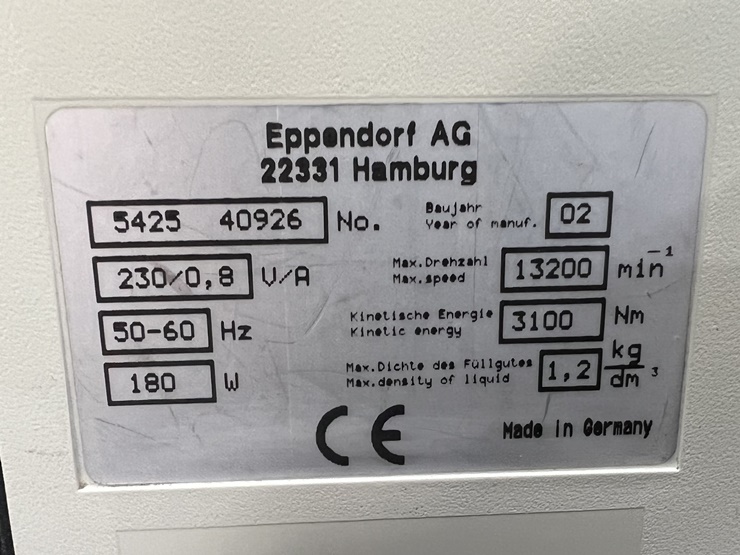 Eppendorf AG
22331 Hamburg
5425 40926 No.
Baujahr
Year of manuf. 02
230/0,8 V/A
Max.Drehzahl
Max.speed 13200 min⁻¹
50-60 Hz
Kinetische Energie
Kinetic energy 3100 Nm
180 W
Max.Dichte des Füllgutes
Max.density of liquid 1,2 kg/dm³
CE
Made in Germany